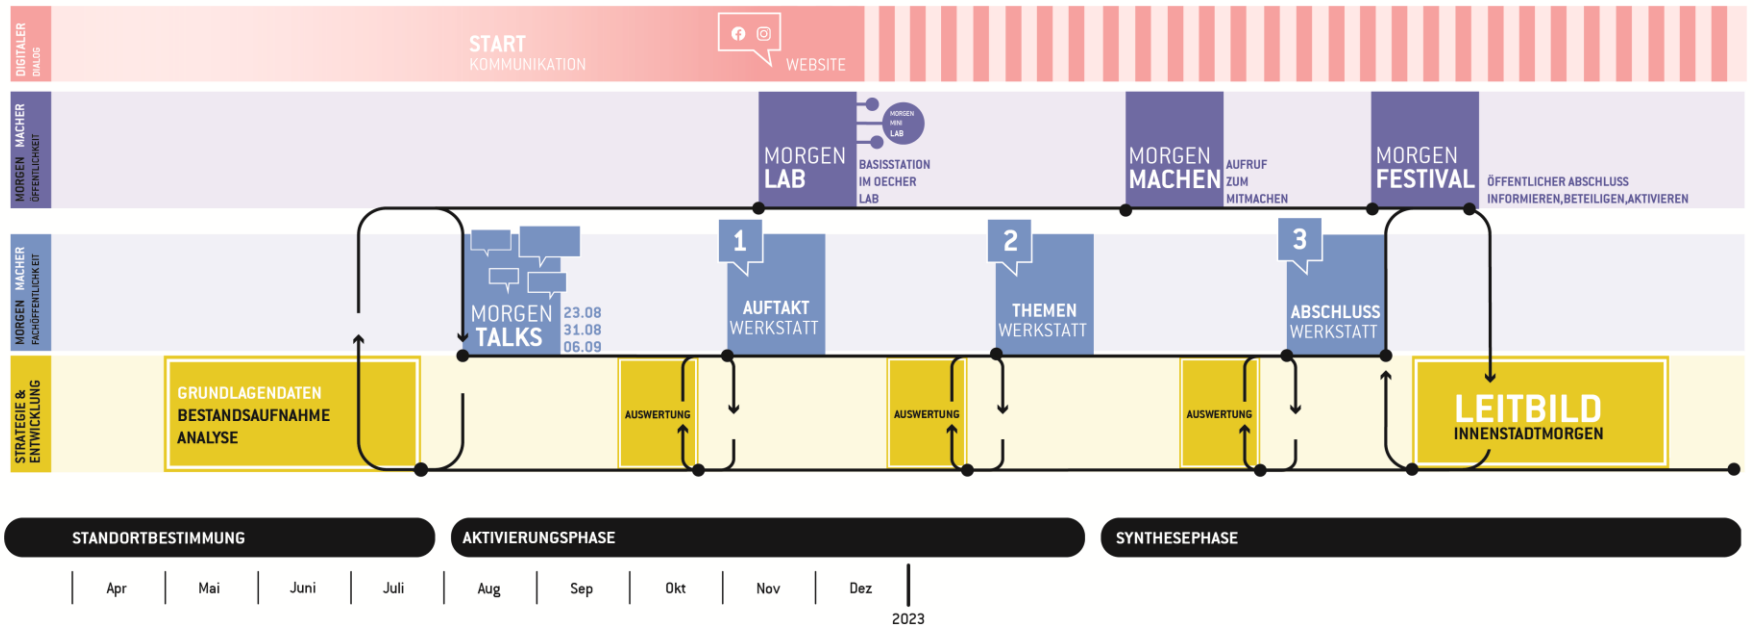 DIGITALER
DIALOG
START
KOMMUNIKATION
WEBSITE
MORGEN MACHER
ÖFFENTLICHKEIT
MORGEN
LAB
MORGEN
MINI
LAB
BASISSTATION
IM OECHER
LAB
MORGEN
MACHEN
AUFRUF
ZUM
MITMACHEN
MORGEN
FESTIVAL
ÖFFENTLICHER ABSCHLUSS
INFORMIEREN,BETEILIGEN,AKTIVIEREN
MORGEN MACHER
FACHÖFFENTLICHKEIT
MORGEN
TALKS
23.08
31.08
06.09
1
AUFTAKT
WERKSTATT
2
THEMEN
WERKSTATT
3
ABSCHLUSS
WERKSTATT
STRATEGIE &
ENTWICKLUNG
GRUNDLAGENDATEN
BESTANDSAUFNAHME
ANALYSE
AUSWERTUNG
AUSWERTUNG
AUSWERTUNG
LEITBILD
INNENSTADTMORGEN
STANDORTBESTIMMUNG
AKTIVIERUNGSPHASE
SYNTHESEPHASE
Apr
Mai
Juni
Juli
Aug
Sep
Okt
Nov
Dez
2023